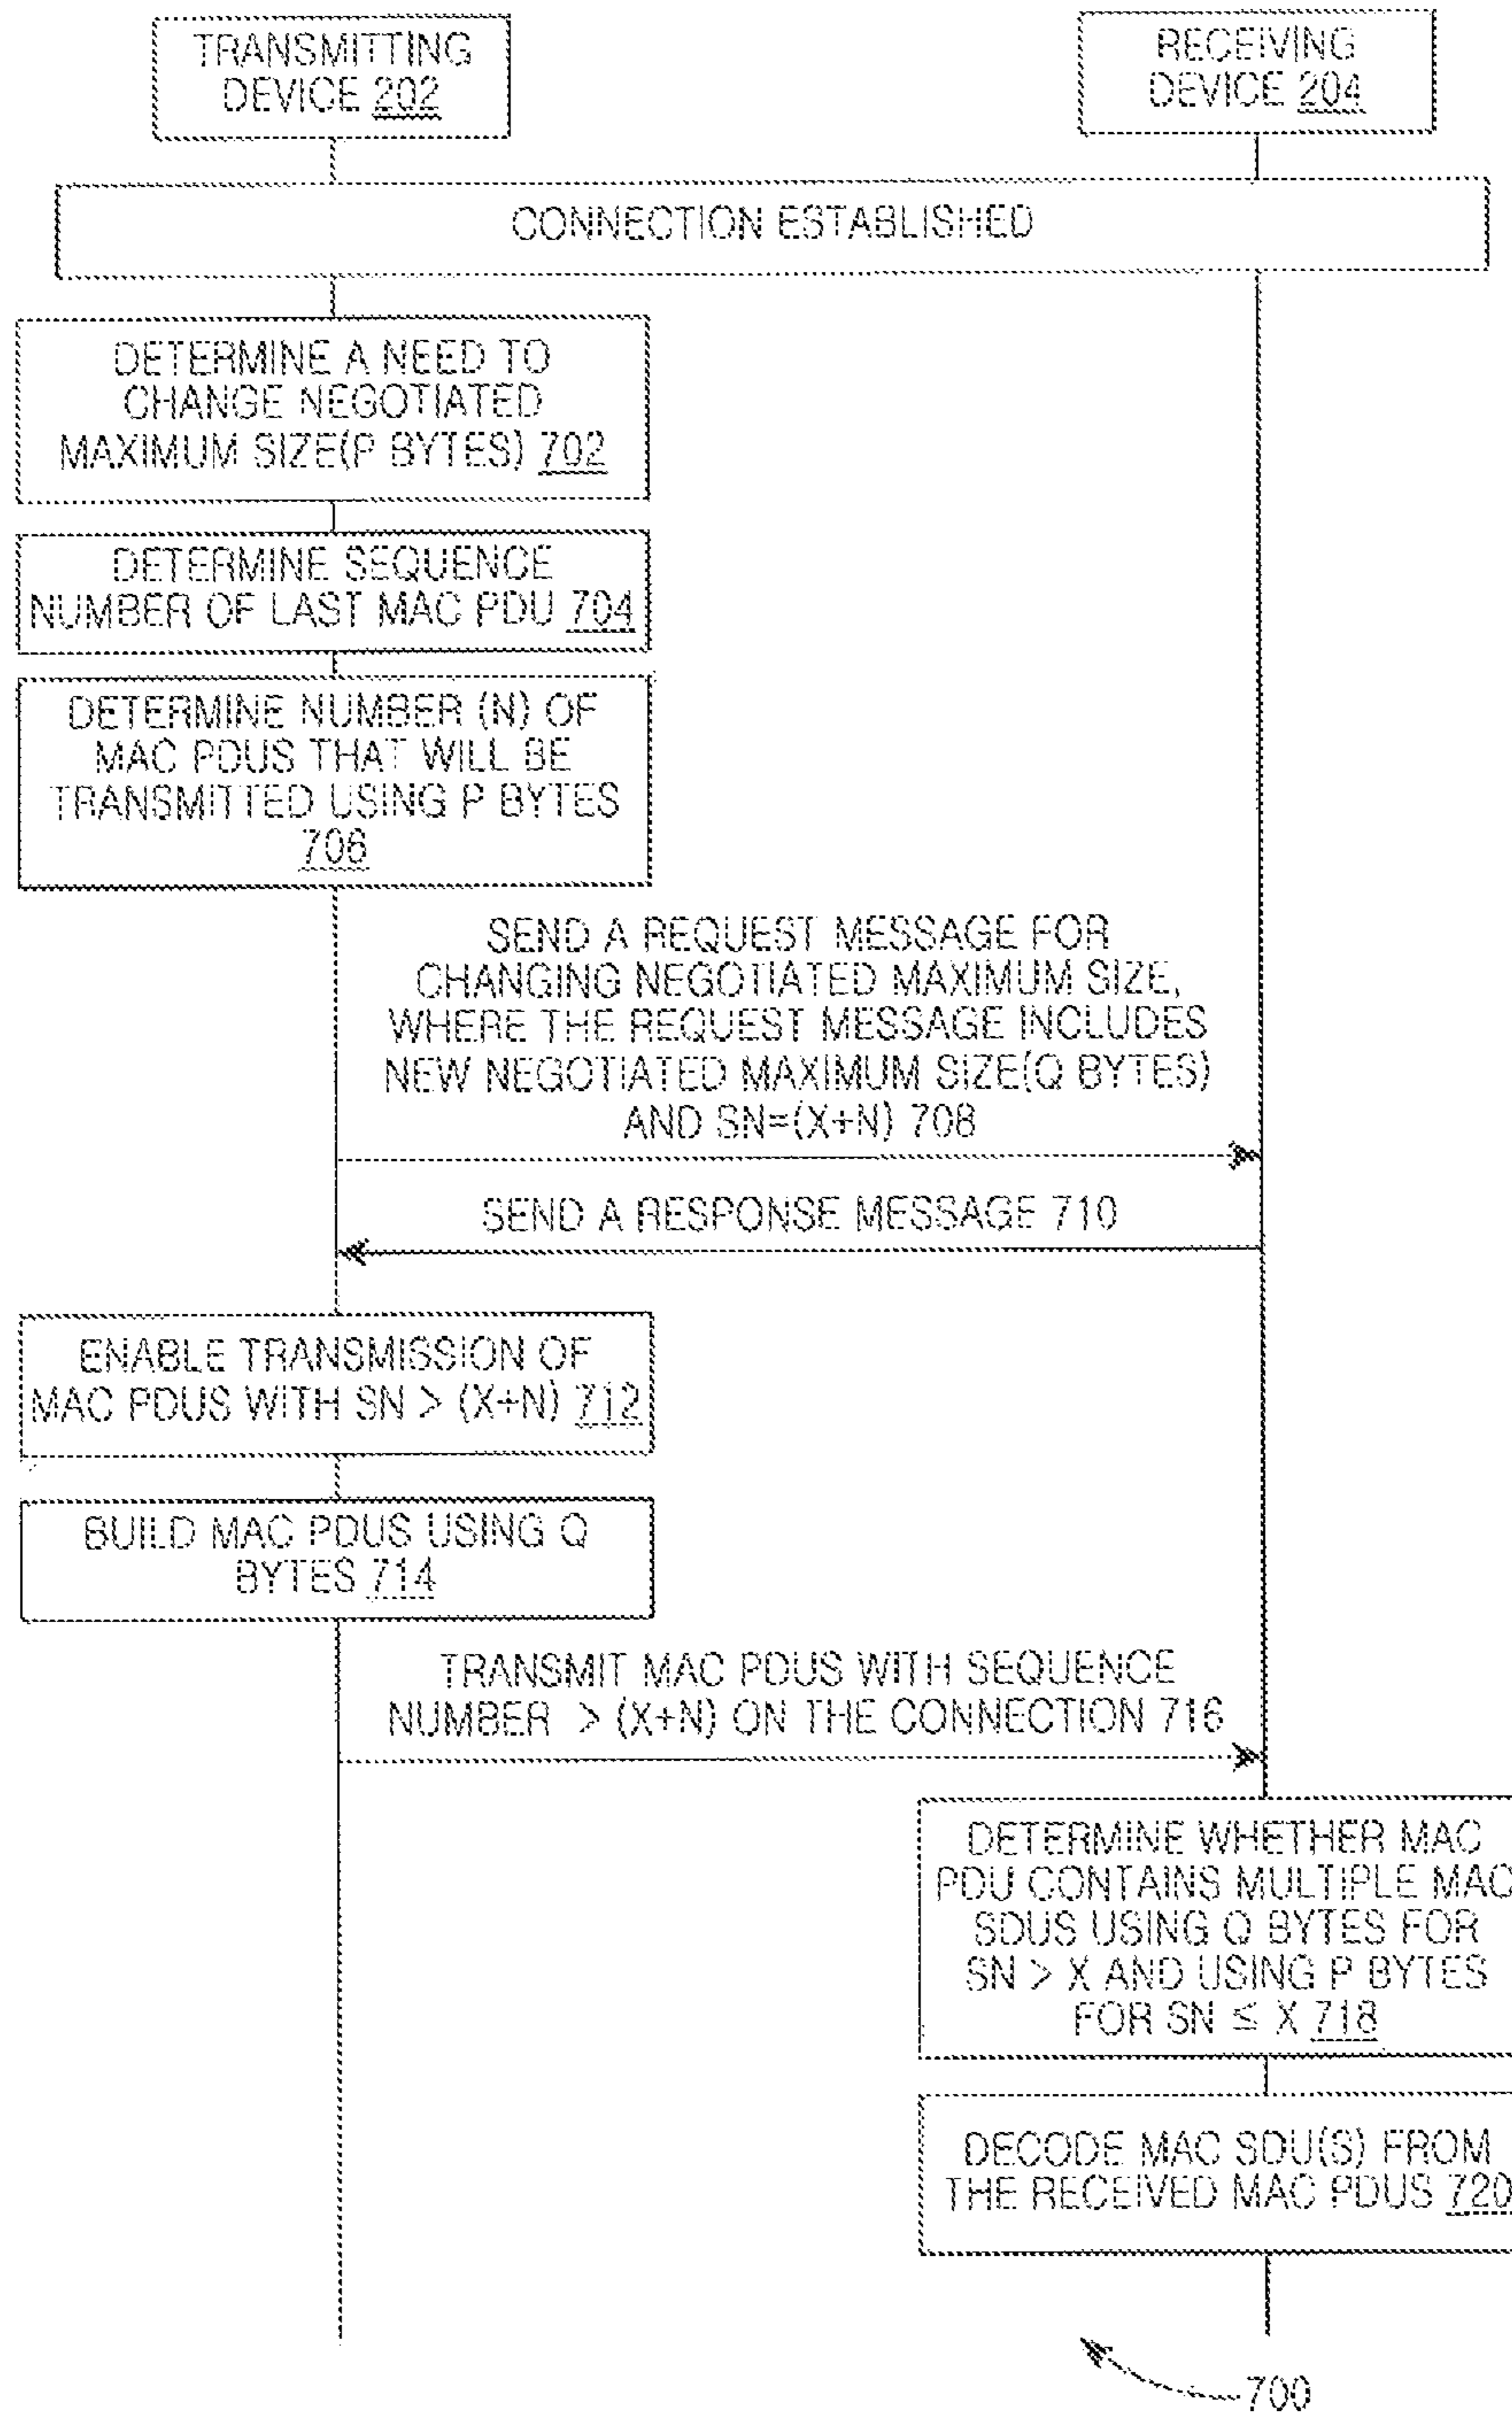 TRANSMITTING
DEVICE 202
RECEIVING
DEVICE 204
CONNECTION ESTABLISHED
DETERMINE A NEED TO
CHANGE NEGOTIATED
MAXIMUM SIZE(P BYTES) 702
DETERMINE SEQUENCE
NUMBER OF LAST MAC PDU 704
DETERMINE NUMBER (N) OF
MAC PDUS THAT WILL BE
TRANSMITTED USING P BYTES
706
SEND A REQUEST MESSAGE FOR
CHANGING NEGOTIATED MAXIMUM SIZE,
WHERE THE REQUEST MESSAGE INCLUDES
NEW NEGOTIATED MAXIMUM SIZE(Q BYTES)
AND SN=(X+N) 708
SEND A RESPONSE MESSAGE 710
ENABLE TRANSMISSION OF
MAC PDUS WITH SN > (X+N) 712
BUILD MAC PDUS USING Q
BYTES 714
TRANSMIT MAC PDUS WITH SEQUENCE
NUMBER > (X+N) ON THE CONNECTION 716
DETERMINE WHETHER MAC
PDU CONTAINS MULTIPLE MAC
SDUS USING Q BYTES FOR
SN > X AND USING P BYTES
FOR SN ≤ X 718
DECODE MAC SDU(S) FROM
THE RECEIVED MAC PDUS 720
700